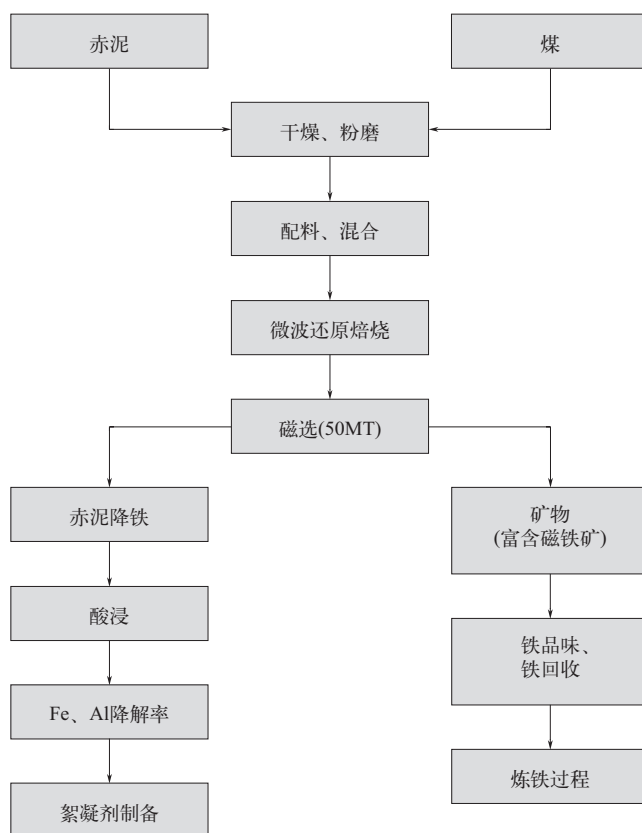 赤泥
煤
干燥、粉磨
配料、混合
微波还原焙烧
磁选(50MT)
赤泥降铁
矿物
(富含磁铁矿)
酸浸
铁品味、
铁回收
Fe、Al降解率
炼铁过程
絮凝剂制备